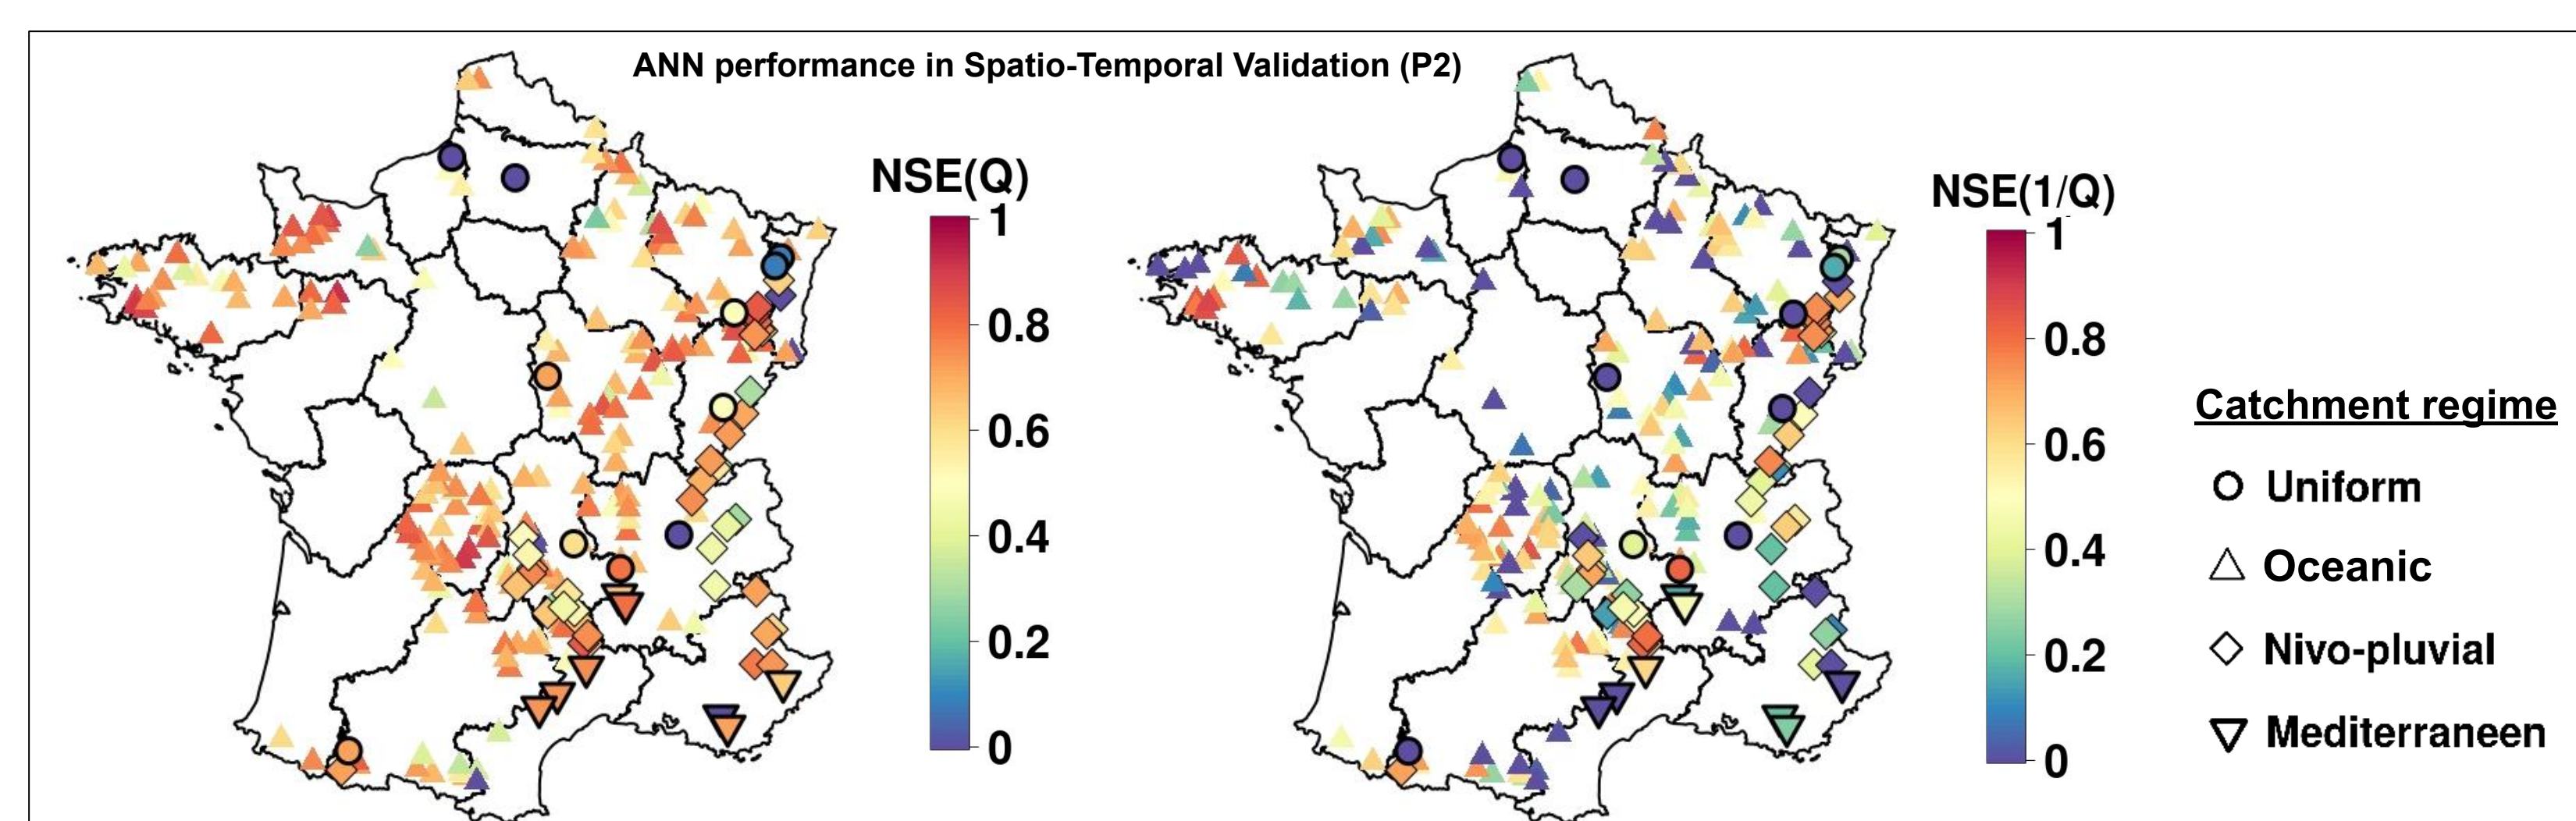 ANN performance in Spatio-Temporal Validation (P2)
NSE(Q)
1
0.8
0.6
0.4
0.2
0
NSE(1/Q)
1
0.8
0.6
0.4
0.2
0
Catchment regime
Uniform
Oceanic
Nivo-pluvial
Mediterraneen